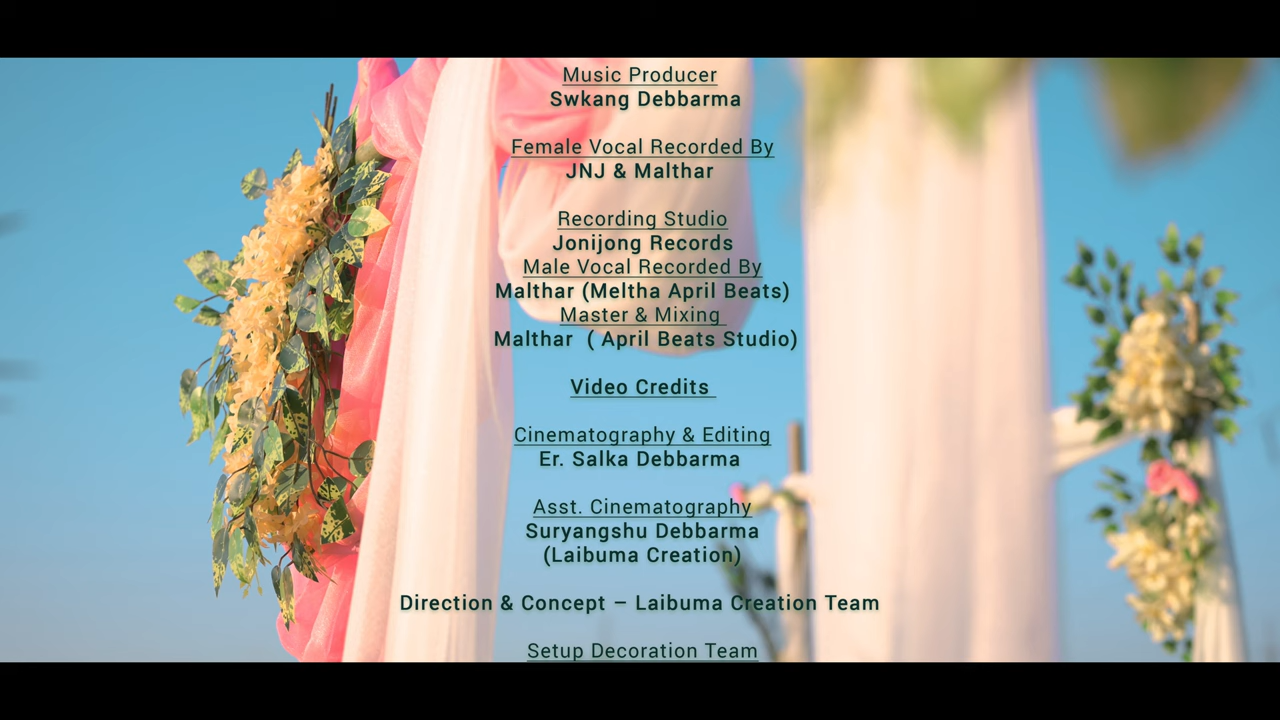 Music Producer
Swkang Debbarma
Female Vocal Recorded By
JNJ & Malthar
Recording Studio
Jonijong Records
Male Vocal Recorded By
Malthar (Meltha April Beats)
Master & Mixing
Malthar ( April Beats Studio)
Video Credits
Cinematography & Editing
Er. Salka Debbarma
Asst. Cinematography
Suryangshu Debbarma
(Laibuma Creation)
Direction & Concept – Laibuma Creation Team
Setup Decoration Team